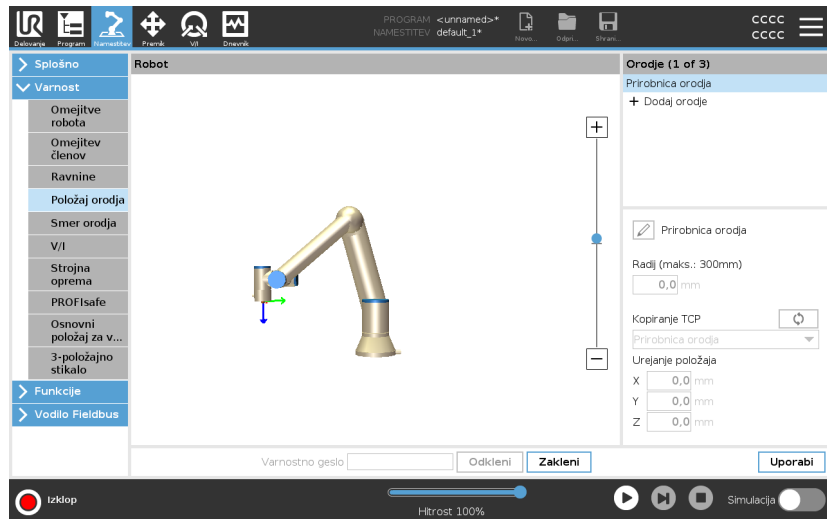 PROGRAM <unnamed>*
NAMESTITEV default_1*
Delovanje Program Namestitev Premik V/I Dnevnik
Novo... Odpri... Shrani...
CCCC
CCCC
Splošno
Varnost
Omejitve robota
Omejitev členov
Ravnine
Položaj orodja
Smer orodja
V/I
Strojna oprema
PROFIsafe
Osnovni položaj za v...
3-položajno stikalo
Funkcije
Vodilo Fieldbus
Robot
Orodje (1 of 3)
Prirobnica orodja
+ Dodaj orodje
Prirobnica orodja
Radij (maks.: 300mm)
0,0 mm
Kopiranje TCP
Prirobnica orodja
Urejanje položaja
X 0,0 mm
Y 0,0 mm
Z 0,0 mm
Varnostno geslo Odkleni Zakleni
Uporabi
Izklop
Hitrost 100%
Simulacija